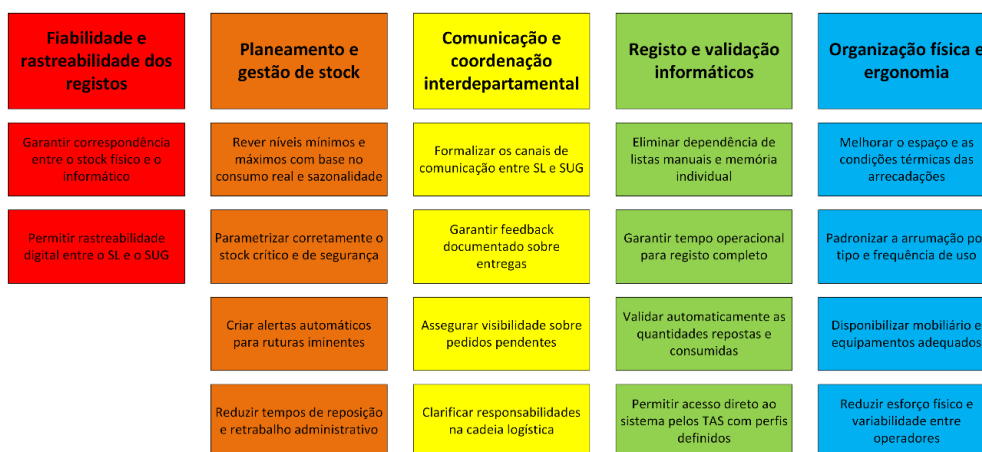 Fiabilidade e
rastreabilidade dos
registos
Garantir correspondência
entre o stock físico e o
informático
Permitir rastreabilidade
digital entre o SL e o SUG
Planeamento e
gestão de stock
Rever níveis mínimos e
máximos com base no
consumo real e sazonalidade
Parametrizar corretamente o
stock crítico e de segurança
Criar alertas automáticos
para ruturas iminentes
Reduzir tempos de reposição
e retrabalho administrativo
Comunicação e
coordenação
interdepartamental
Formalizar os canais de
comunicação entre SL e SUG
Garantir feedback
documentado sobre
entregas
Assegurar visibilidade sobre
pedidos pendentes
Clarificar responsabilidades
na cadeia logística
Registo e validação
informáticos
Eliminar dependência de
listas manuais e memória
individual
Garantir tempo operacional
para registo completo
Validar automaticamente as
quantidades repostas e
consumidas
Permitir acesso direto ao
sistema pelos TAS com perfis
definidos
Organização física e
ergonomia
Melhorar o espaço e as
condições térmicas das
arrecadações
Padronizar a arrumação por
tipo e frequência de uso
Disponibilizar mobiliário e
equipamentos adequados
Reduzir esforço físico e
variabilidade entre
operadores